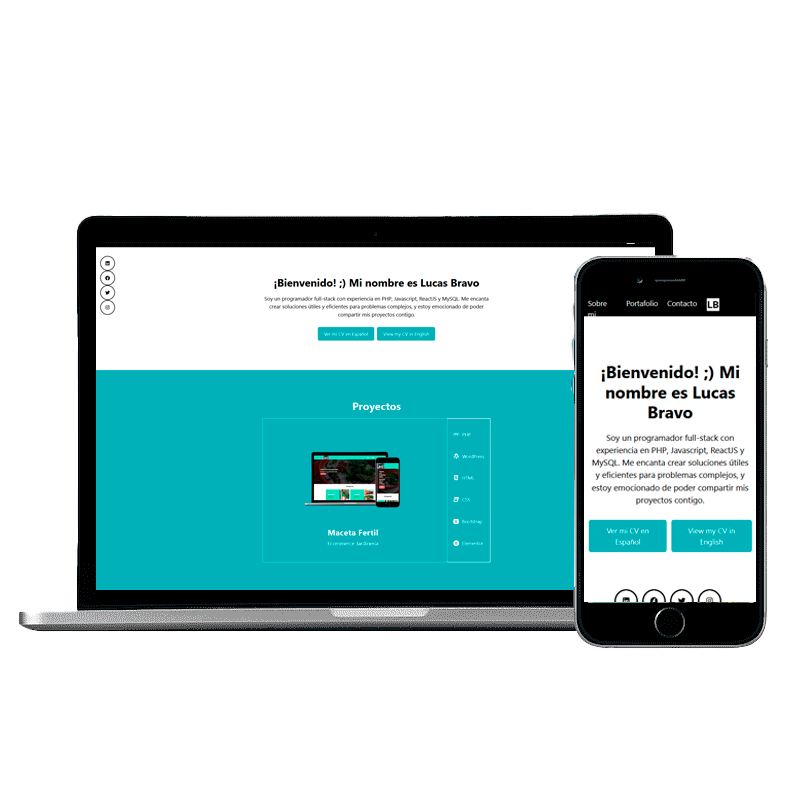 ¡Bienvenido! ;) Mi nombre es Lucas Bravo
Soy un programador full-stack con experiencia en PHP, Javascript, ReactJS y MySQL. Me encanta
crear soluciones útiles y eficientes para problemas complejos, y estoy emocionado de poder
compartir mis proyectos contigo.
Ver mi CV en Español
View my CV in English
Proyectos
PHP
WordPress
HTML
CSS
Bootstrap
Elementor
Maceta Fertil
Sobre
mi
Portafolio
Contacto
LB
¡Bienvenido! ;) Mi
nombre es Lucas
Bravo
Soy un programador full-stack con
experiencia en PHP, Javascript, ReactJS y
MySQL. Me encanta crear soluciones útiles
y eficientes para problemas complejos, y
estoy emocionado de poder compartir mis
proyectos contigo.
Ver mi CV en
Español
View my CV in
English